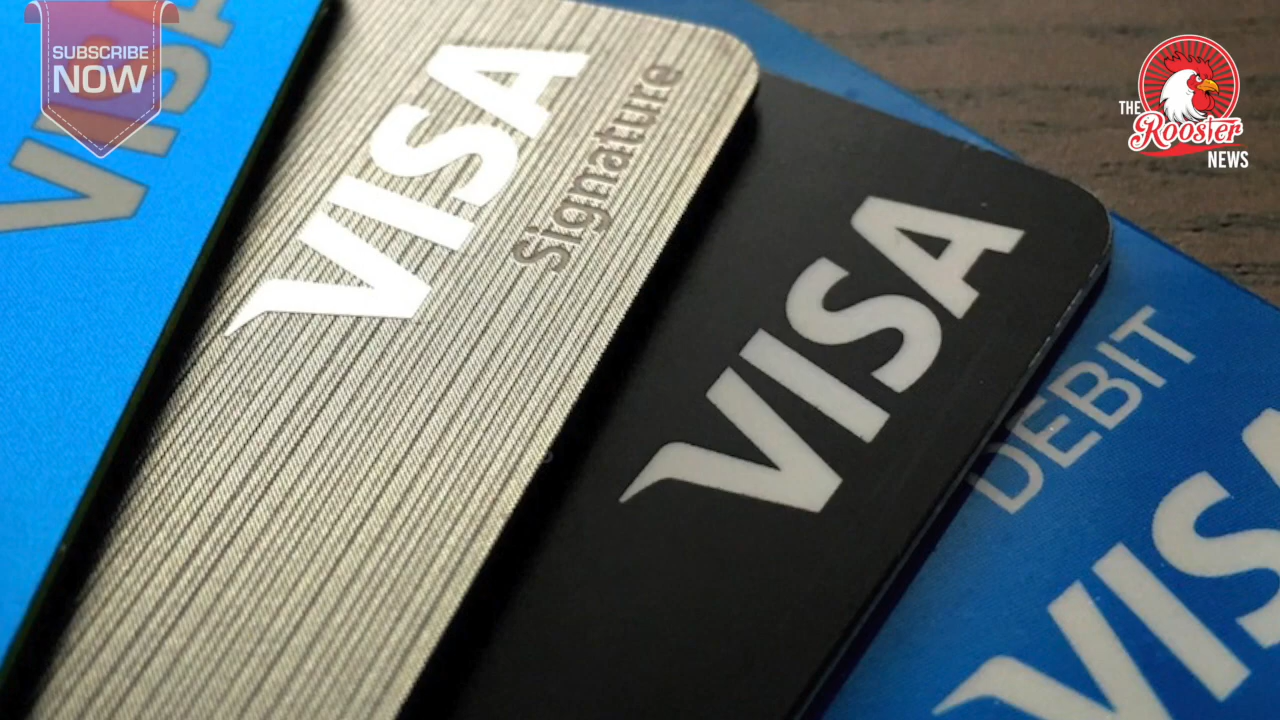 SUBSCRIBE
NOW
VISA
VISA
Signature
VISA
DEBIT
VISA
THE
Rooster
NEWS